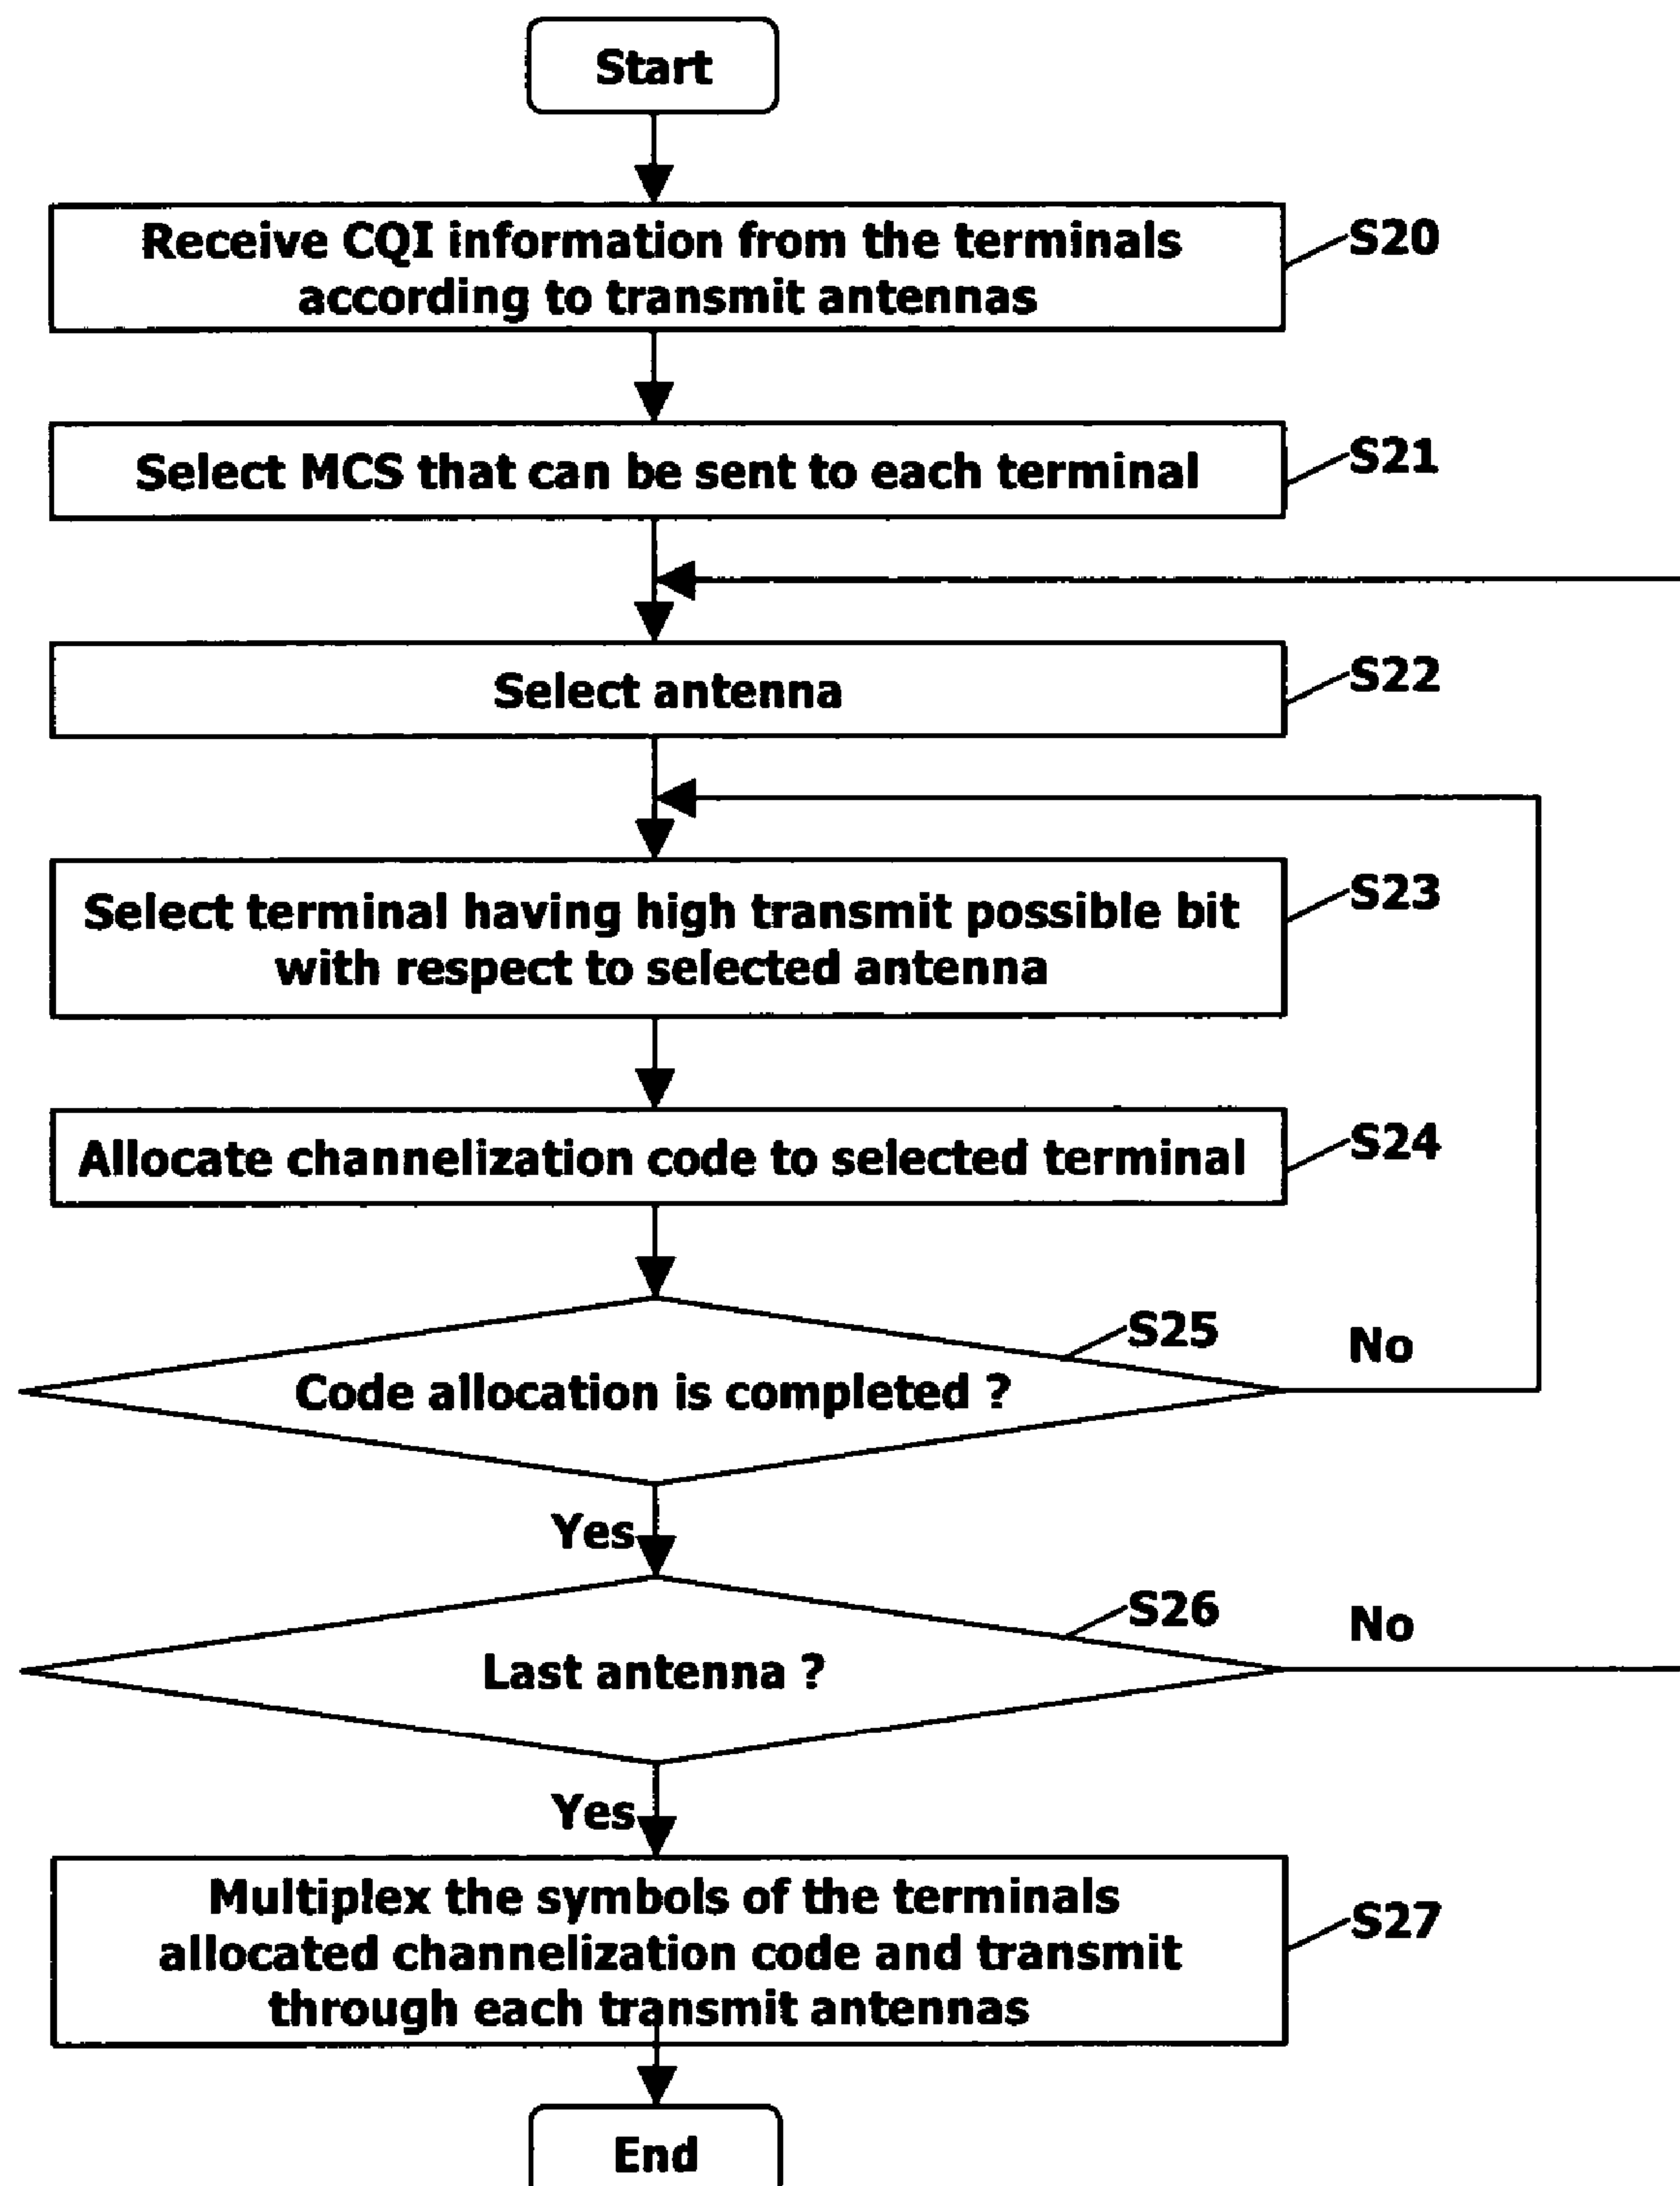 Start
Receive CQI information from the terminals
according to transmit antennas
S20
Select MCS that can be sent to each terminal
S21
Select antenna
S22
Select terminal having high transmit possible bit
with respect to selected antenna
S23
Allocate channelization code to selected terminal
S24
S25
Code allocation is completed ?
No
Yes
S26
Last antenna ?
No
Yes
Multiplex the symbols of the terminals
allocated channelization code and transmit
through each transmit antennas
S27
End